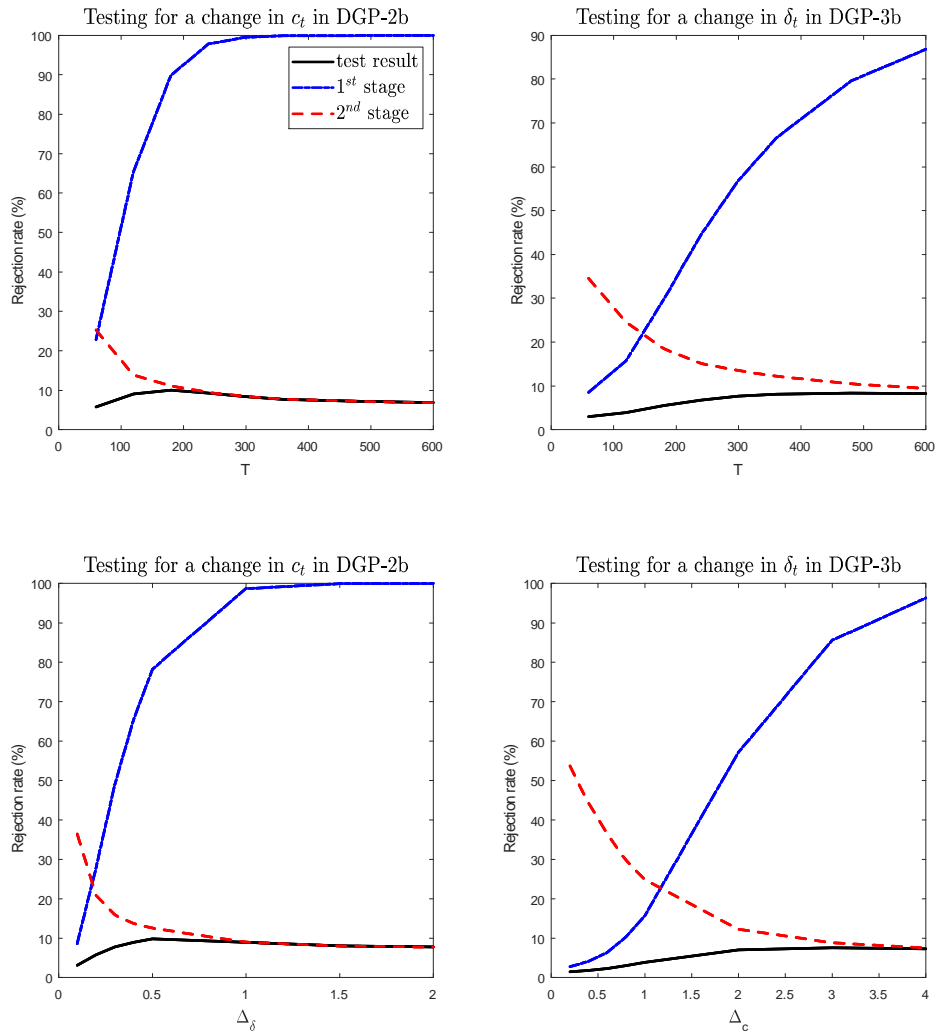 Testing for a change in c_t in DGP-2b
Rejection rate (%)
100
90
80
70
60
50
40
30
20
10
0
test result
1^st stage
2^nd stage
0 100 200 300 400 500 600
T
Testing for a change in δ_t in DGP-3b
Rejection rate (%)
90
80
70
60
50
40
30
20
10
0
0 100 200 300 400 500 600
T
Testing for a change in c_t in DGP-2b
Rejection rate (%)
100
90
80
70
60
50
40
30
20
10
0
0 0.5 1 1.5 2
Δ_δ
Testing for a change in δ_t in DGP-3b
Rejection rate (%)
100
90
80
70
60
50
40
30
20
10
0
0 0.5 1 1.5 2 2.5 3 3.5 4
Δ_c